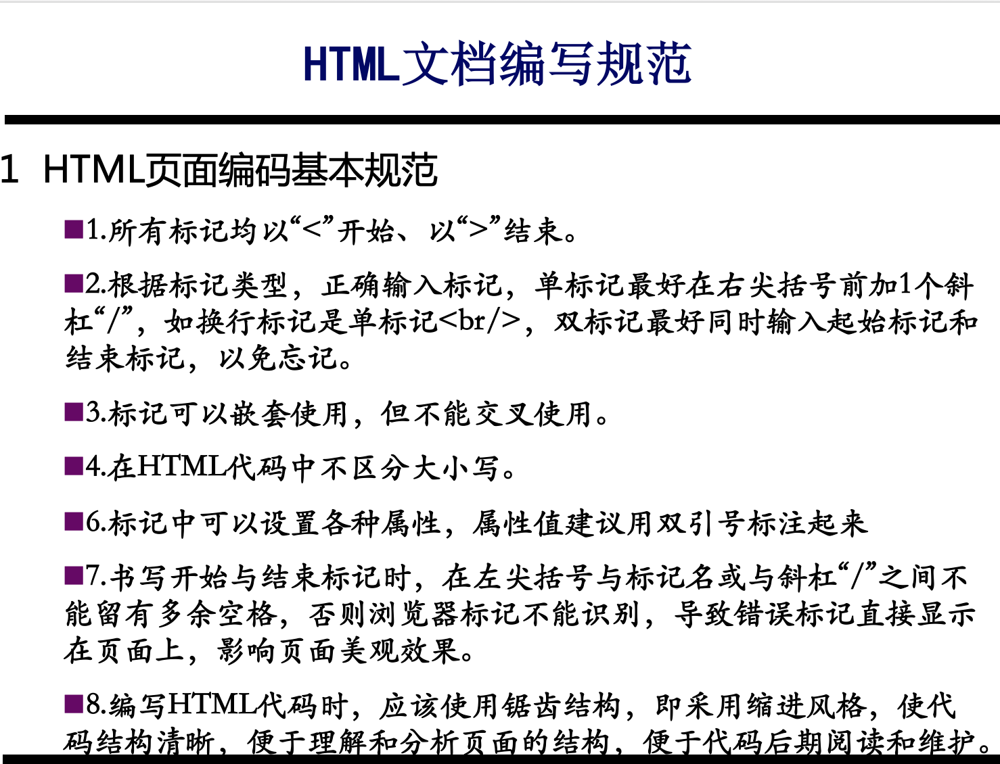 HTML文档编写规范
1 HTML页面编码基本规范
■1.所有标记均以“<”开始、以“>”结束。
■2.根据标记类型，正确输入标记，单标记最好在右尖括号前加1个斜
杠“/”，如换行标记是单标记<br/>，双标记最好同时输入起始标记和
结束标记，以免忘记。
■3.标记可以嵌套使用，但不能交叉使用。
■4.在HTML代码中不区分大小写。
■6.标记中可以设置各种属性，属性值建议用双引号标注起来
■7.书写开始与结束标记时，在左尖括号与标记名或与斜杠“/”之间不
能留有多余空格，否则浏览器标记不能识别，导致错误标记直接显示
在页面上，影响页面美观效果。
■8.编写HTML代码时，应该使用锯齿结构，即采用缩进风格，使代
码结构清晰，便于理解和分析页面的结构，便于代码后期阅读和维护。